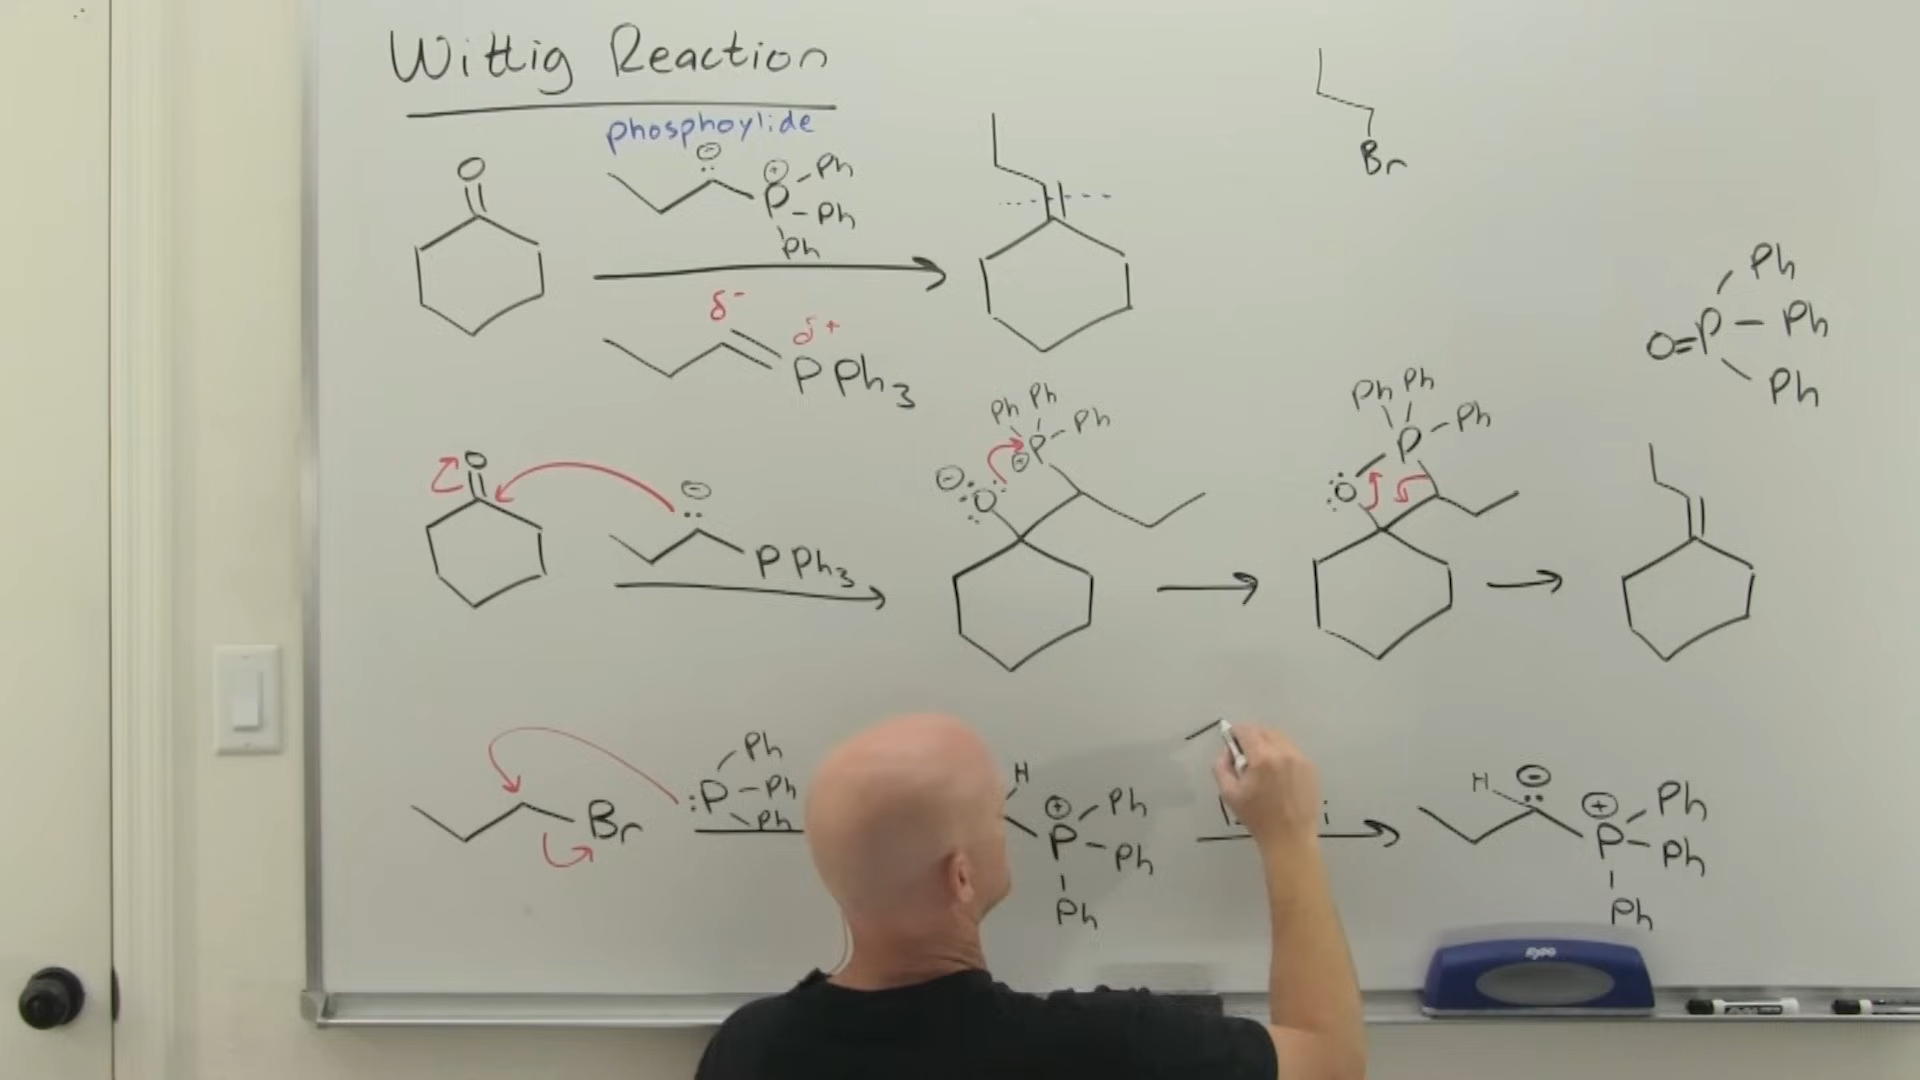 Wittig Reaction
phosphoylide
Br
O
⊖
⊕
P
Ph
Ph
Ph
δ- δ+
PPh3
Ph
O=P-Ph
Ph
O
⊖
PPh3
Ph Ph
P Ph
⊕
⊖
O
Ph Ph
P Ph
O
Br
:P
Ph
Ph
Ph
H
⊕
P
Ph
Ph
Ph
H
⊖
⊕
P
Ph
Ph
Ph
EXPO